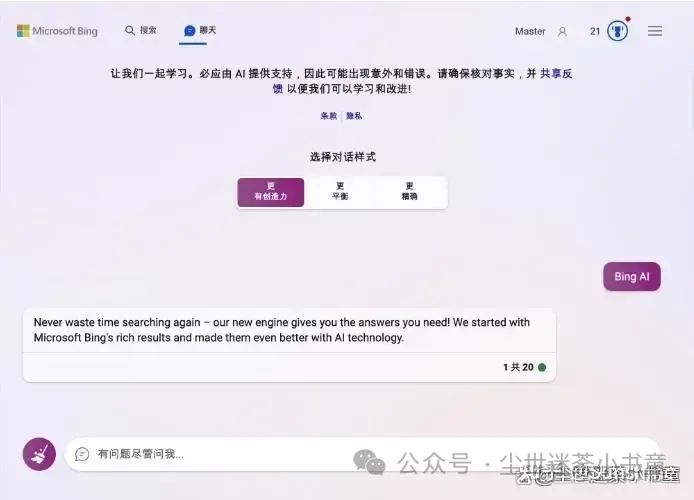 Microsoft Bing
搜索
聊天
Master
21
让我们一起学习。必应由 AI 提供支持，因此可能出现意外和错误。请确保核对事实，并 共享反
馈 以便我们可以学习和改进!
条款 | 隐私
选择对话样式
更
有创造力
更
平衡
更
精确
Bing AI
Never waste time searching again – our new engine gives you the answers you need! We started with
Microsoft Bing's rich results and made them even better with AI technology.
1 共 20
有问题尽管问我...
公众号 · 尘世迷茶小书童